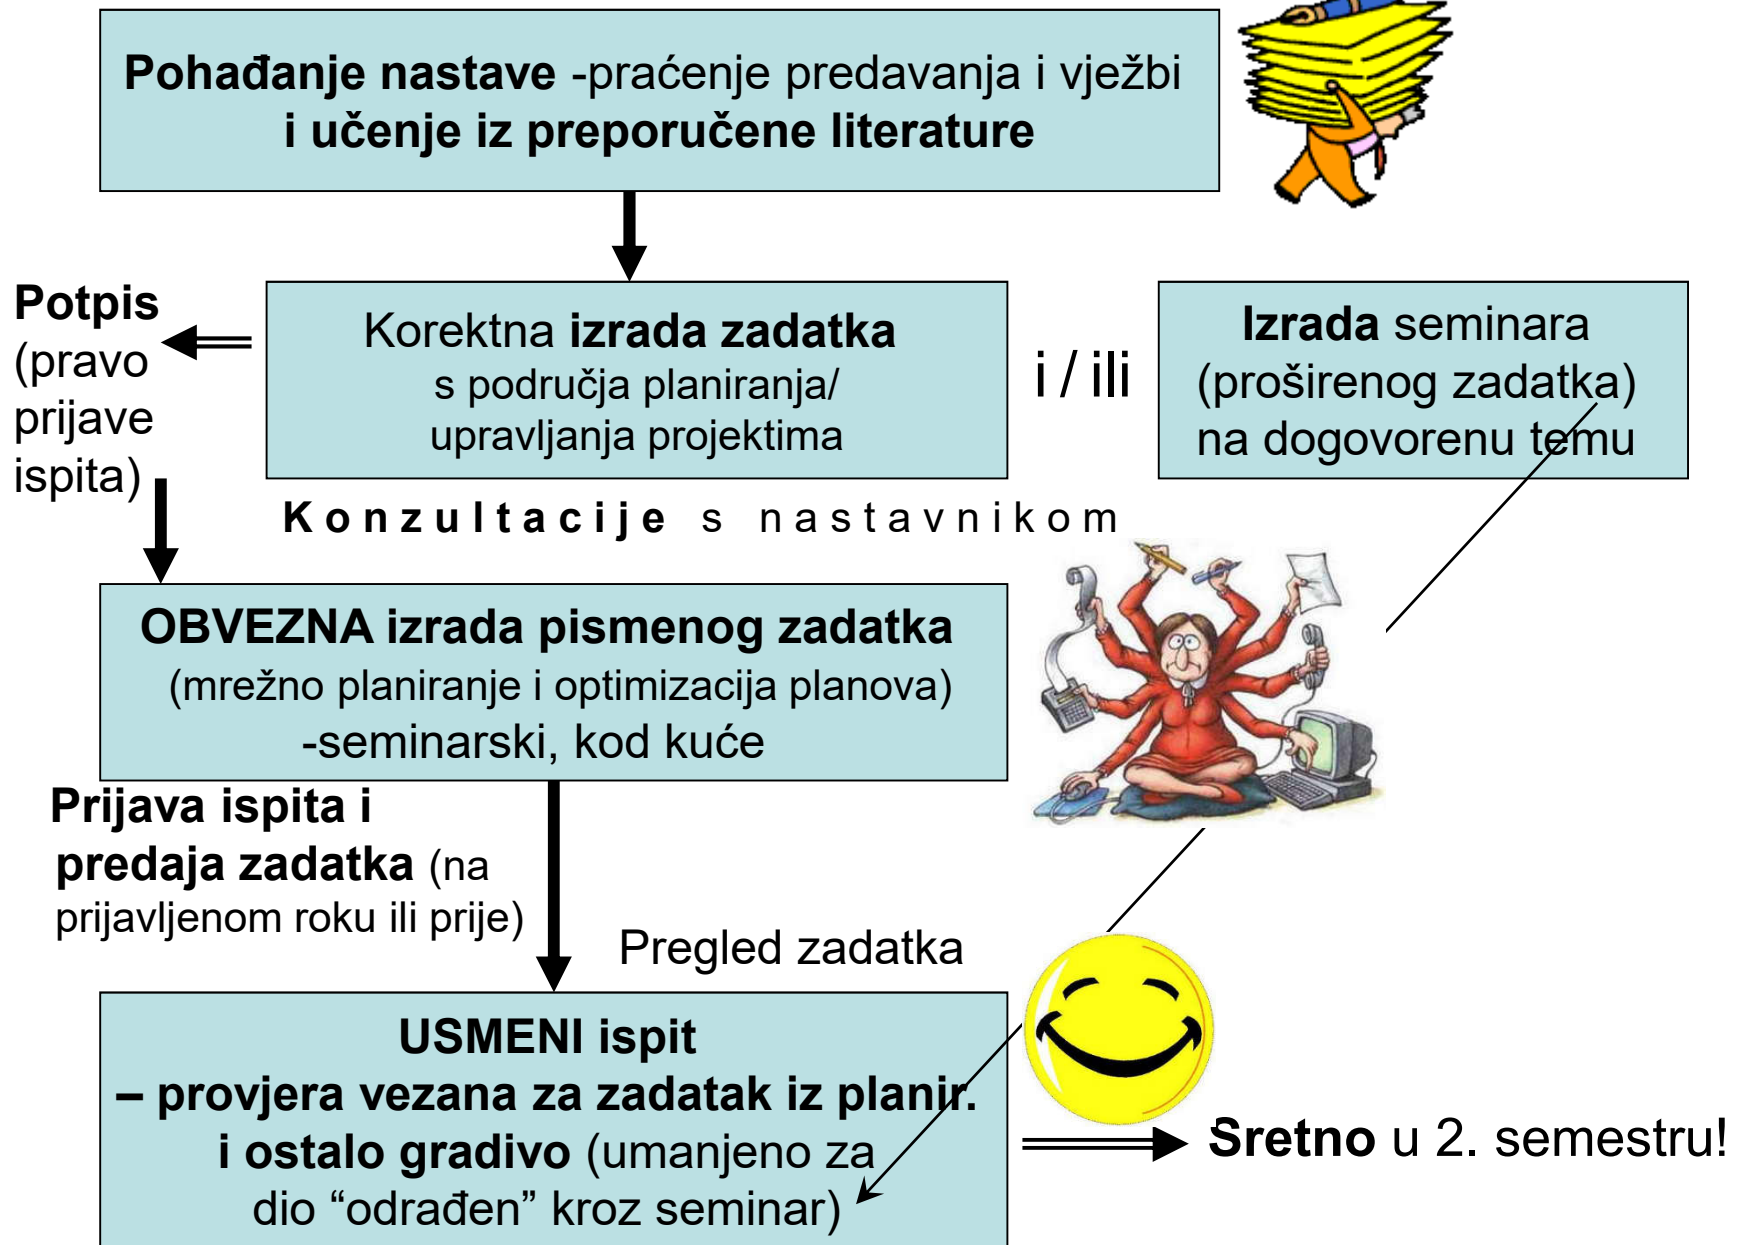 Pohađanje nastave -praćenje predavanja i vježbi
i učenje iz preporučene literature
Potpis
(pravo
prijave
ispita)
Korektna izrada zadatka
s područja planiranja/
upravljanja projektima
i / ili
Izrada seminara
(proširenog zadatka)
na dogovorenu temu
Konzultacije s nastavnikom
OBVEZNA izrada pismenog zadatka
(mrežno planiranje i optimizacija planova)
-seminarski, kod kuće
Prijava ispita i
predaja zadatka (na
prijavljenom roku ili prije)
Pregled zadatka
USMENI ispit
– provjera vezana za zadatak iz planir.
i ostalo gradivo (umanjeno za
dio “odrađen” kroz seminar)
Sretno u 2. semestru!